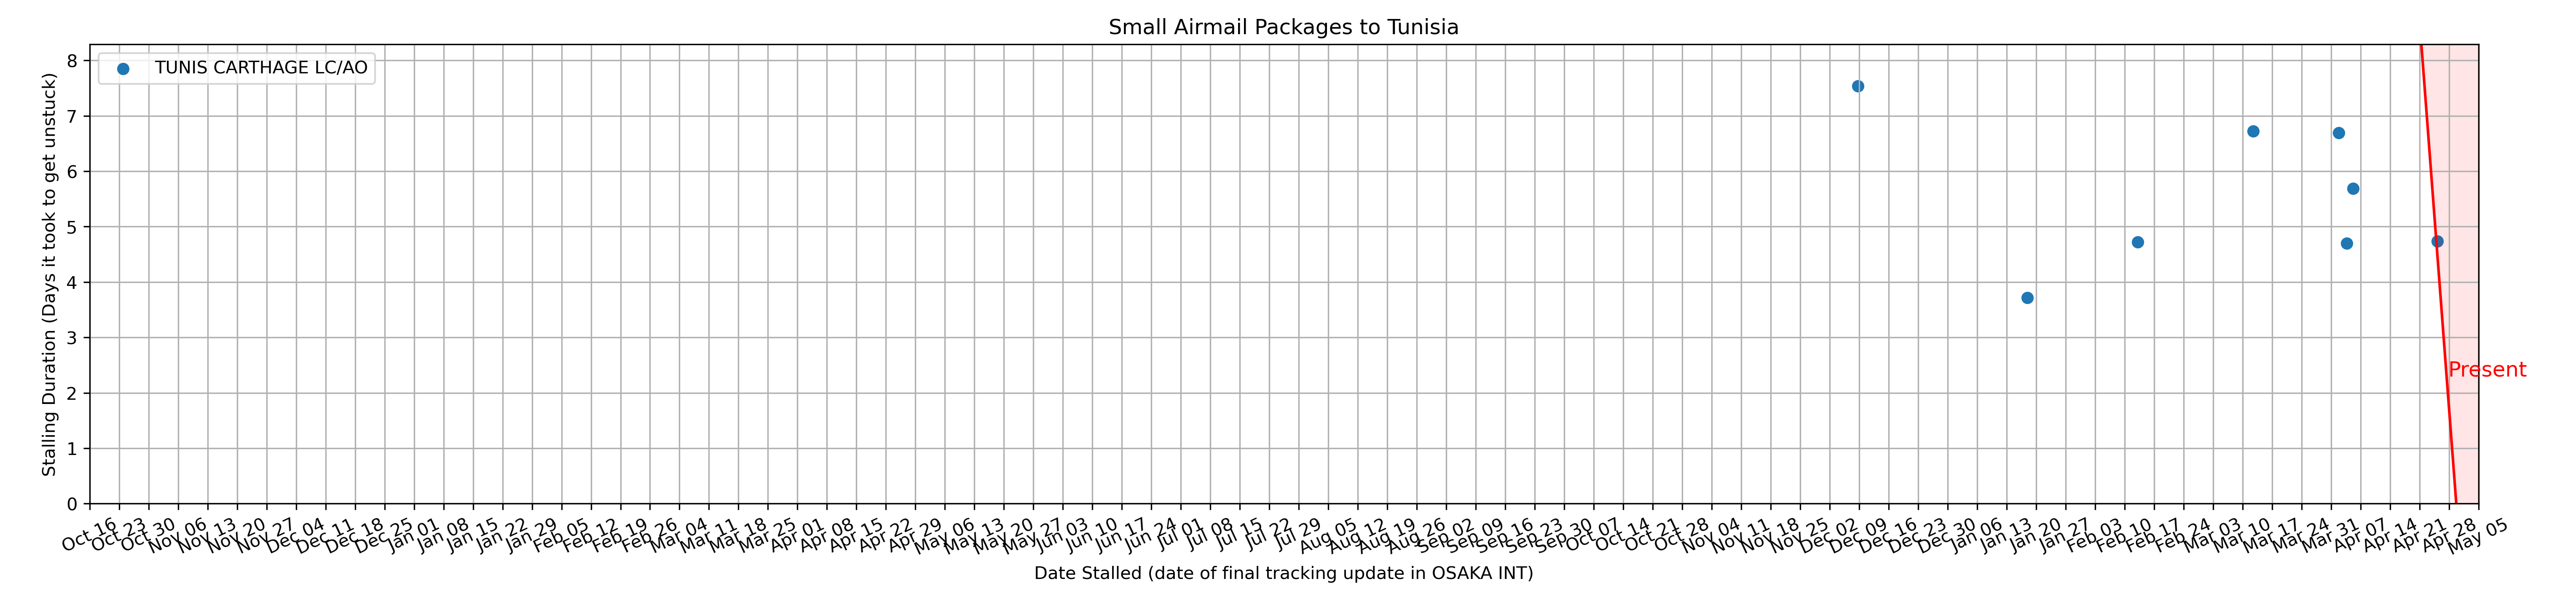 Small Airmail Packages to Tunisia
TUNIS CARTHAGE LC/AO
Stalling Duration (Days it took to get unstuck)
8
7
6
5
4
3
2
1
0
Present
Oct 16
Oct 23
Oct 30
Nov 06
Nov 13
Nov 20
Nov 27
Dec 04
Dec 11
Dec 18
Dec 25
Jan 01
Jan 08
Jan 15
Jan 22
Jan 29
Feb 05
Feb 12
Feb 19
Feb 26
Mar 04
Mar 11
Mar 18
Mar 25
Apr 01
Apr 08
Apr 15
Apr 22
Apr 29
May 06
May 13
May 20
May 27
Jun 03
Jun 10
Jun 17
Jun 24
Jul 01
Jul 08
Jul 15
Jul 22
Jul 29
Aug 05
Aug 12
Aug 19
Aug 26
Sep 02
Sep 09
Sep 16
Sep 23
Sep 30
Oct 07
Oct 14
Oct 21
Oct 28
Nov 04
Nov 11
Nov 18
Nov 25
Dec 02
Dec 09
Dec 16
Dec 23
Dec 30
Jan 06
Jan 13
Jan 20
Jan 27
Feb 03
Feb 10
Feb 17
Feb 24
Mar 03
Mar 10
Mar 17
Mar 24
Mar 31
Apr 07
Apr 14
Apr 21
Apr 28
May 05
Date Stalled (date of final tracking update in OSAKA INT)